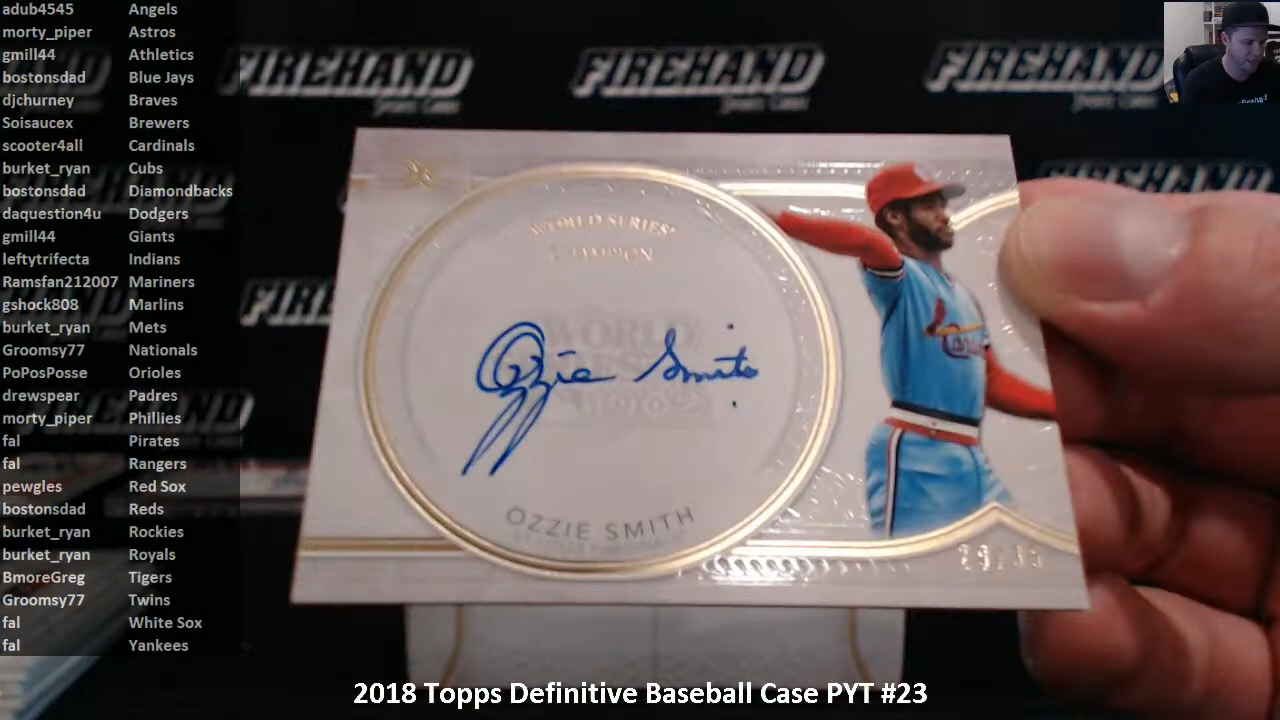 adub4545 Angels
morty_piper Astros
gmill44 Athletics
bostonsdad Blue Jays
djchurney Braves
Soisaucex Brewers
scooter4all Cardinals
burket_ryan Cubs
bostonsdad Diamondbacks
daquestion4u Dodgers
gmill44 Giants
leftytrifecta Indians
Ramsfan212007 Mariners
gshock808 Marlins
burket_ryan Mets
Groomsy77 Nationals
PoPosPosse Orioles
drewspear Padres
morty_piper Phillies
fal Pirates
fal Rangers
pewgles Red Sox
bostonsdad Reds
burket_ryan Rockies
burket_ryan Royals
BmoreGreg Tigers
Groomsy77 Twins
fal White Sox
fal Yankees
FIREHAND FIREHAND FIREHAND
WORLD SERIES
CHAMPION
WORLD
SERIES
1982
Ozzie Smith
OZZIE SMITH
2018 Topps Definitive Baseball Case PYT #23